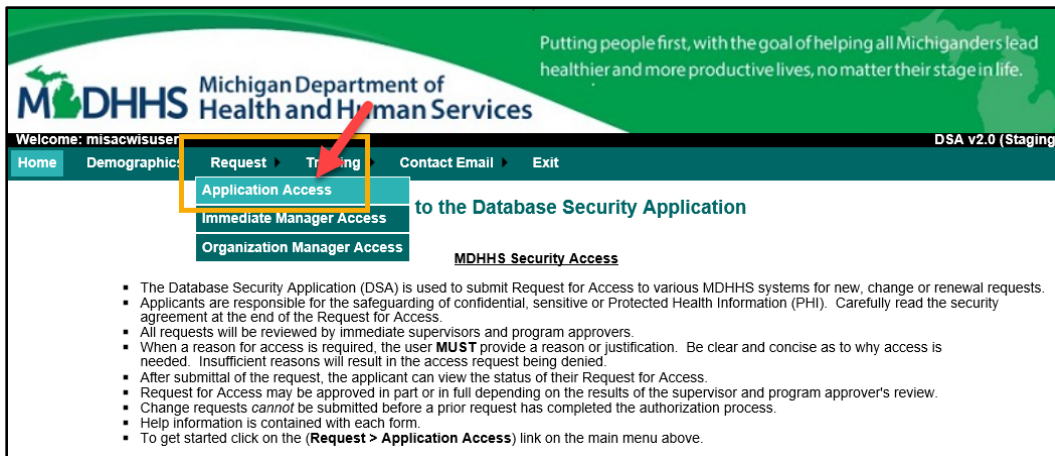 Putting people first, with the goal of helping all Michiganders lead
healthier and more productive lives, no matter their stage in life.
MDHHS Michigan Department of
Health and Human Services
Welcome: misacwisuser
DSA v2.0 (Staging
Home Demographics Request Contact Email Exit
Application Access
Immediate Manager Access
Organization Manager Access
to the Database Security Application
MDHHS Security Access
▪ The Database Security Application (DSA) is used to submit Request for Access to various MDHHS systems for new, change or renewal requests.
▪ Applicants are responsible for the safeguarding of confidential, sensitive or Protected Health Information (PHI). Carefully read the security
agreement at the end of the Request for Access.
▪ All requests will be reviewed by immediate supervisors and program approvers.
▪ When a reason for access is required, the user MUST provide a reason or justification. Be clear and concise as to why access is
needed. Insufficient reasons will result in the access request being denied.
▪ After submittal of the request, the applicant can view the status of their Request for Access.
▪ Request for Access may be approved in part or in full depending on the results of the supervisor and program approver's review.
▪ Change requests cannot be submitted before a prior request has completed the authorization process.
▪ Help information is contained with each form.
▪ To get started click on the (Request > Application Access) link on the main menu above.